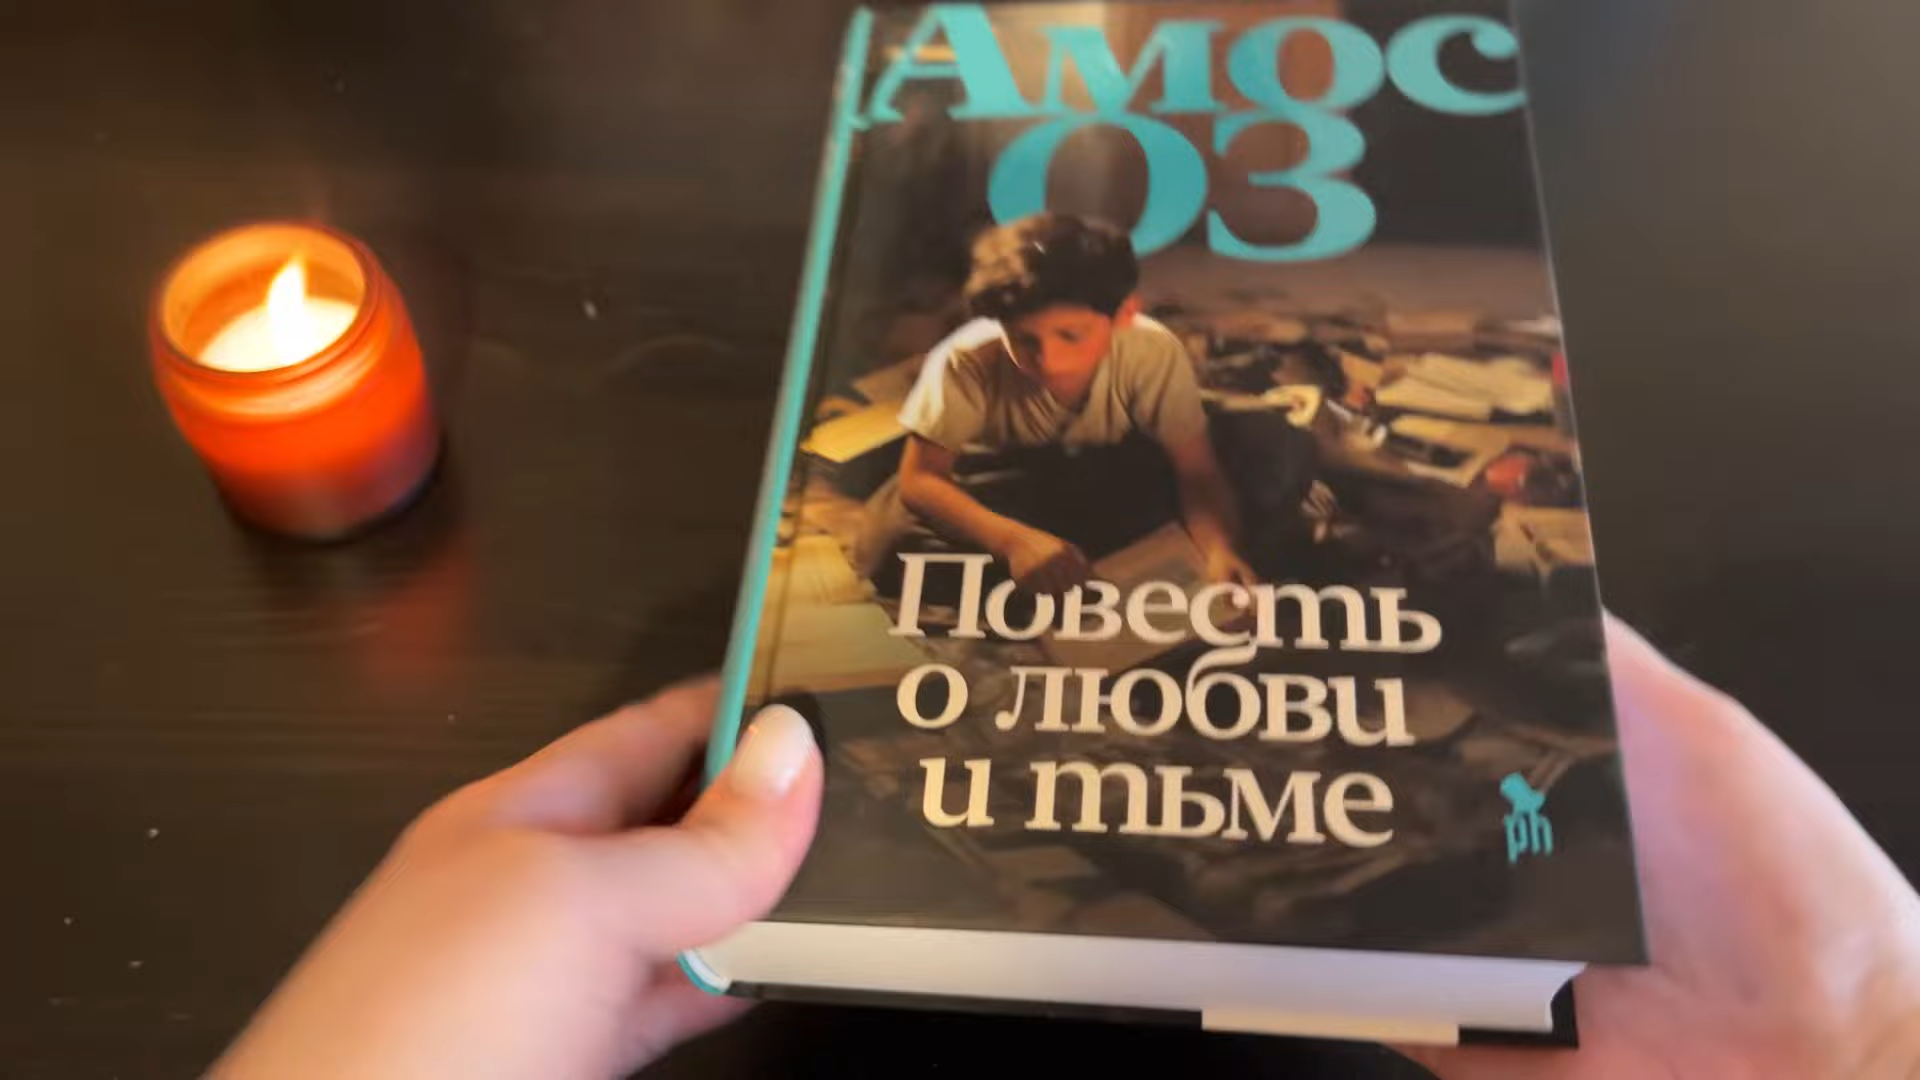 Амос
Оз
Повесть
о любви
и тьме
ph